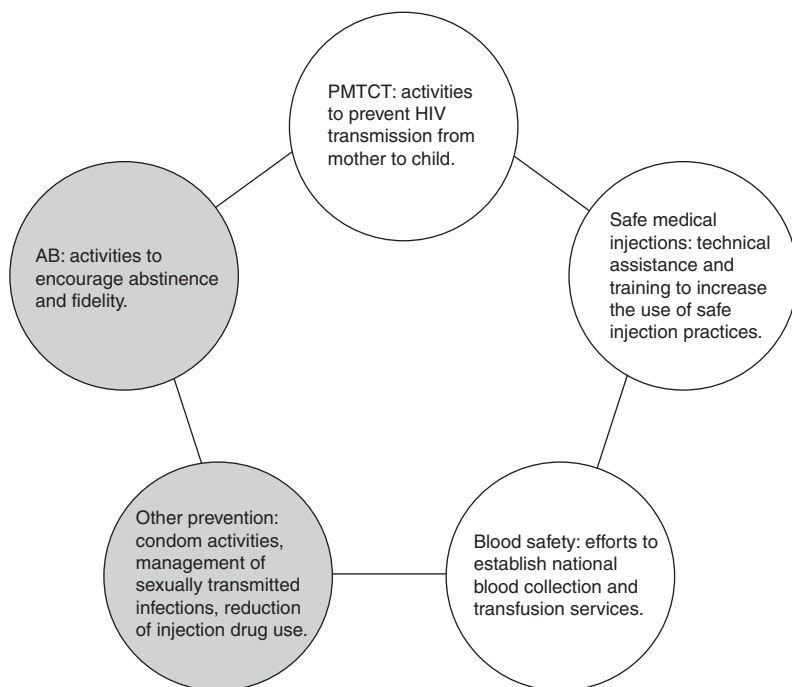 PMTCT: activities
to prevent HIV
transmission from
mother to child.
AB: activities to
encourage abstinence
and fidelity.
Safe medical
injections: technical
assistance and
training to increase
the use of safe
injection practices.
Other prevention:
condom activities,
management of
sexually transmitted
infections, reduction
of injection drug use.
Blood safety: efforts to
establish national
blood collection and
transfusion services.